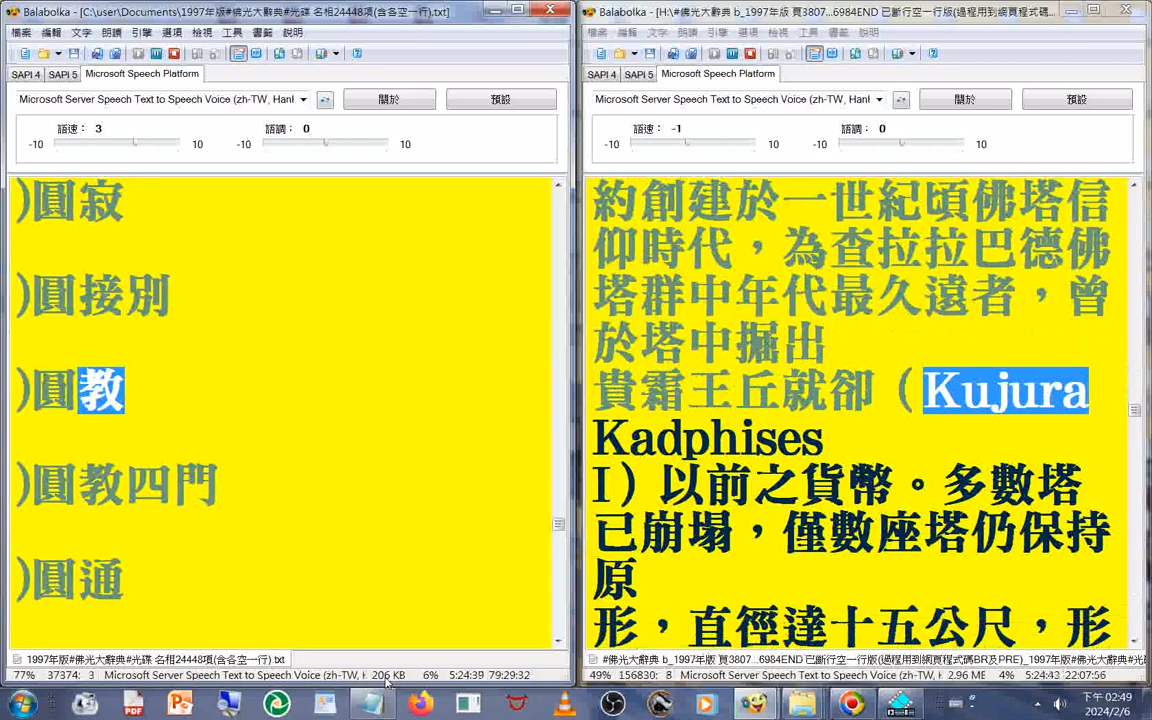 Balabolka - [C:\user\Documents\1997年版#佛光大辭典#光碟 名相24448項(含各空一行).txt]
檔案 編輯 文字 朗讀 引擎 選項 檢視 工具 書籤 說明
SAPI 4 SAPI 5 Microsoft Speech Platform
Microsoft Server Speech Text to Speech Voice (zh-TW, Hanl
關於 預設
語速： 3 語調： 0
-10 10 -10 10
)圓寂
)圓接別
)圓教
)圓教四門
)圓通
1997年版#佛光大辭典#光碟 名相24448項(含各空一行).txt
77% 37374: 3 Microsoft Server Speech Text to Speech Voice (zh-TW, H 206 KB 6% 5:24:39 79:29:32
Balabolka - [H:\#佛光大辭典 b_1997年版 頁3807...6984END 已斷行空一行版(過程用到網頁程式碼...
檔案 編輯 文字 朗讀 引擎 選項 檢視 工具 書籤 說明
SAPI 4 SAPI 5 Microsoft Speech Platform
Microsoft Server Speech Text to Speech Voice (zh-TW, Hanl
關於 預設
語速： -1 語調： 0
-10 10 -10 10
約創建於一世紀頃佛塔信
仰時代，為查拉拉巴德佛
塔群中年代最久遠者，曾
於塔中掘出
貴霜王丘就卻（Kujura
Kadphises
I）以前之貨幣。多數塔
已崩塌，僅數座塔仍保持
原
形，直徑達十五公尺，形
#佛光大辭典 b_1997年版 頁3807...6984END 已斷行空一行版(過程用到網頁程式碼BR及PRE)_1997年版#佛光
49% 156830: 8 Microsoft Server Speech Text to Speech Voice (zh-TW, 2.96 ME 4% 5:24:43 22:07:56
PDF
下午 02:49
2024/2/6